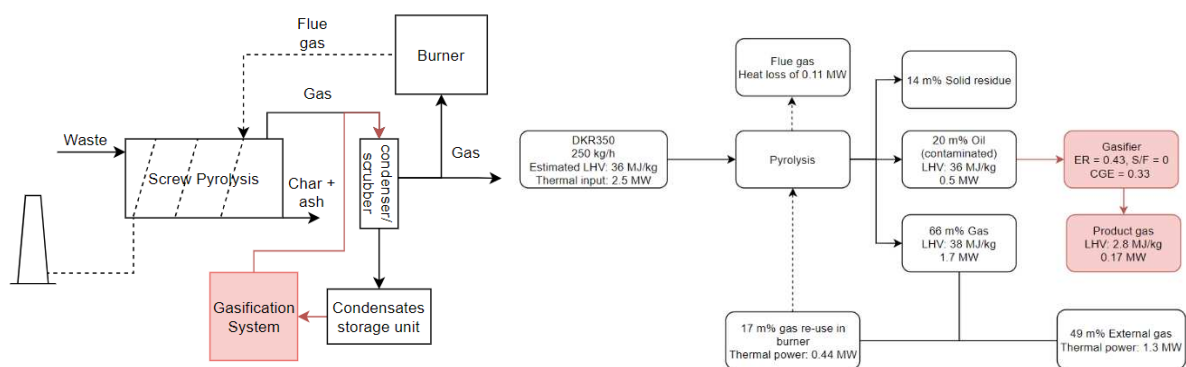 Flue
gas
Burner
Gas
Waste
Screw Pyrolysis
condenser/
scrubber
Gas
Char +
ash
Gasification
System
Condensates
storage unit
Flue gas
Heat loss of 0.11 MW
14 m% Solid residue
DKR350
250 kg/h
Estimated LHV: 36 MJ/kg
Thermal input: 2.5 MW
Pyrolysis
20 m% Oil
(contaminated)
LHV: 36 MJ/kg
0.5 MW
Gasifier
ER = 0.43, S/F = 0
CGE = 0.33
66 m% Gas
LHV: 38 MJ/kg
1.7 MW
Product gas
LHV: 2.8 MJ/kg
0.17 MW
17 m% gas re-use in
burner
Thermal power: 0.44 MW
49 m% External gas
Thermal power: 1.3 MW